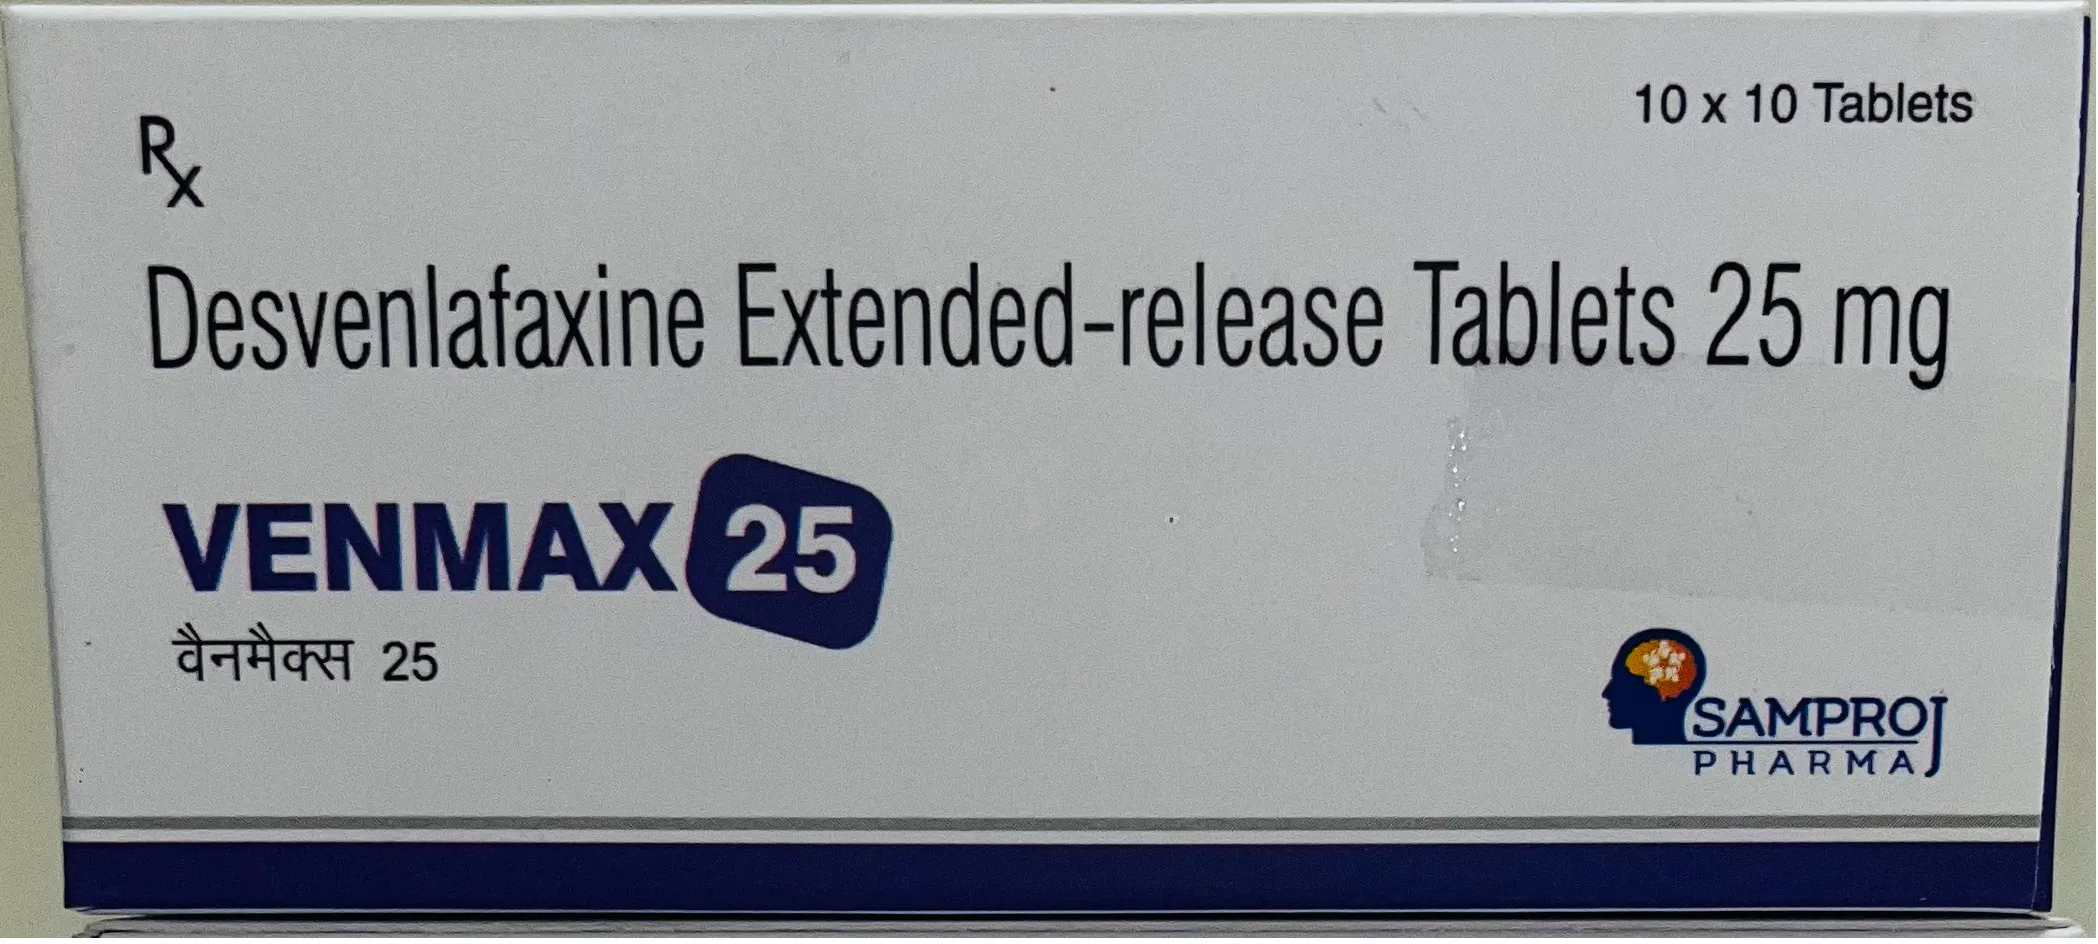 10 x 10 Tablets
Rx
Desvenlafaxine Extended-release Tablets 25 mg
VENMAX 25
वैनमैक्स 25
SAMPROJ
PHARMA